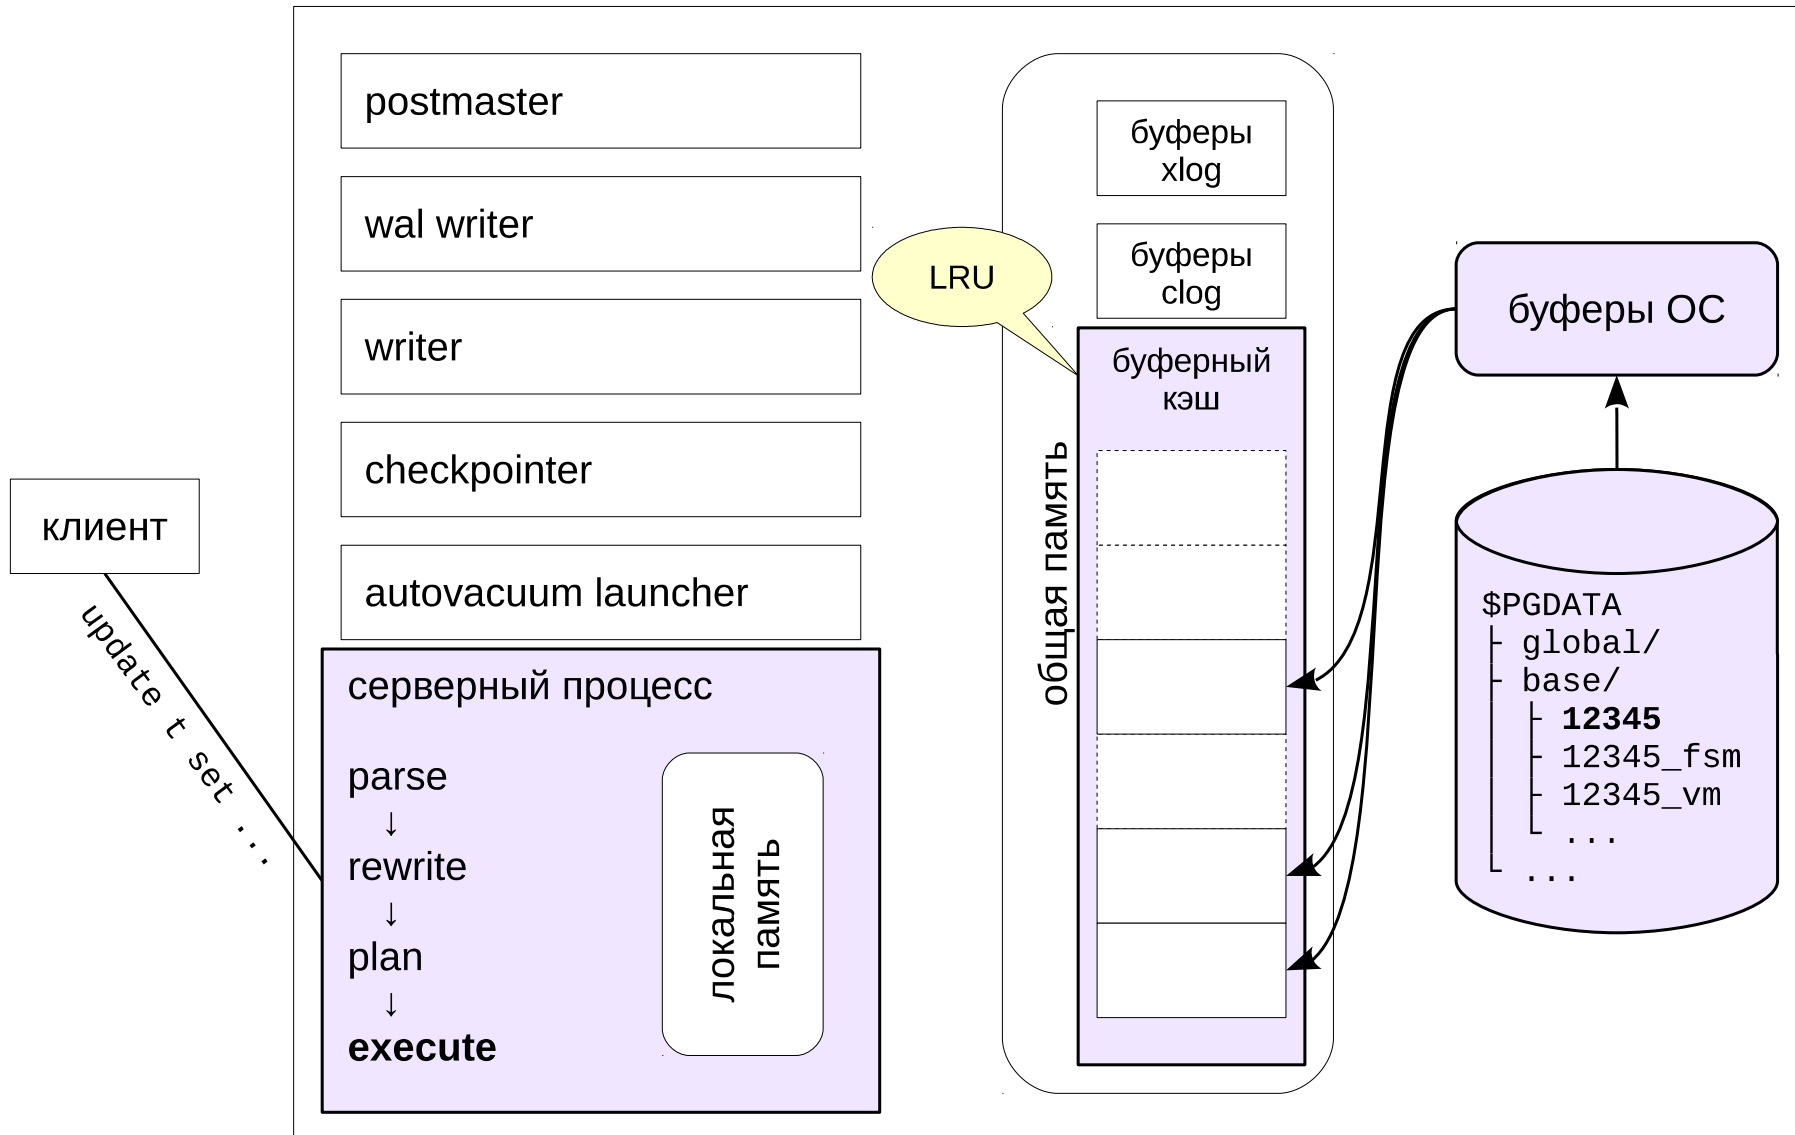 postmaster
wal writer
writer
checkpointer
autovacuum launcher
клиент
update t set ...
серверный процесс
parse
↓
rewrite
↓
plan
↓
execute
локальная
память
LRU
общая память
буферы
xlog
буферы
clog
буферный
кэш
буферы ОС
$PGDATA
├ global/
├ base/
│ ├ 12345
│ ├ 12345_fsm
│ ├ 12345_vm
│ └ ...
└ ...